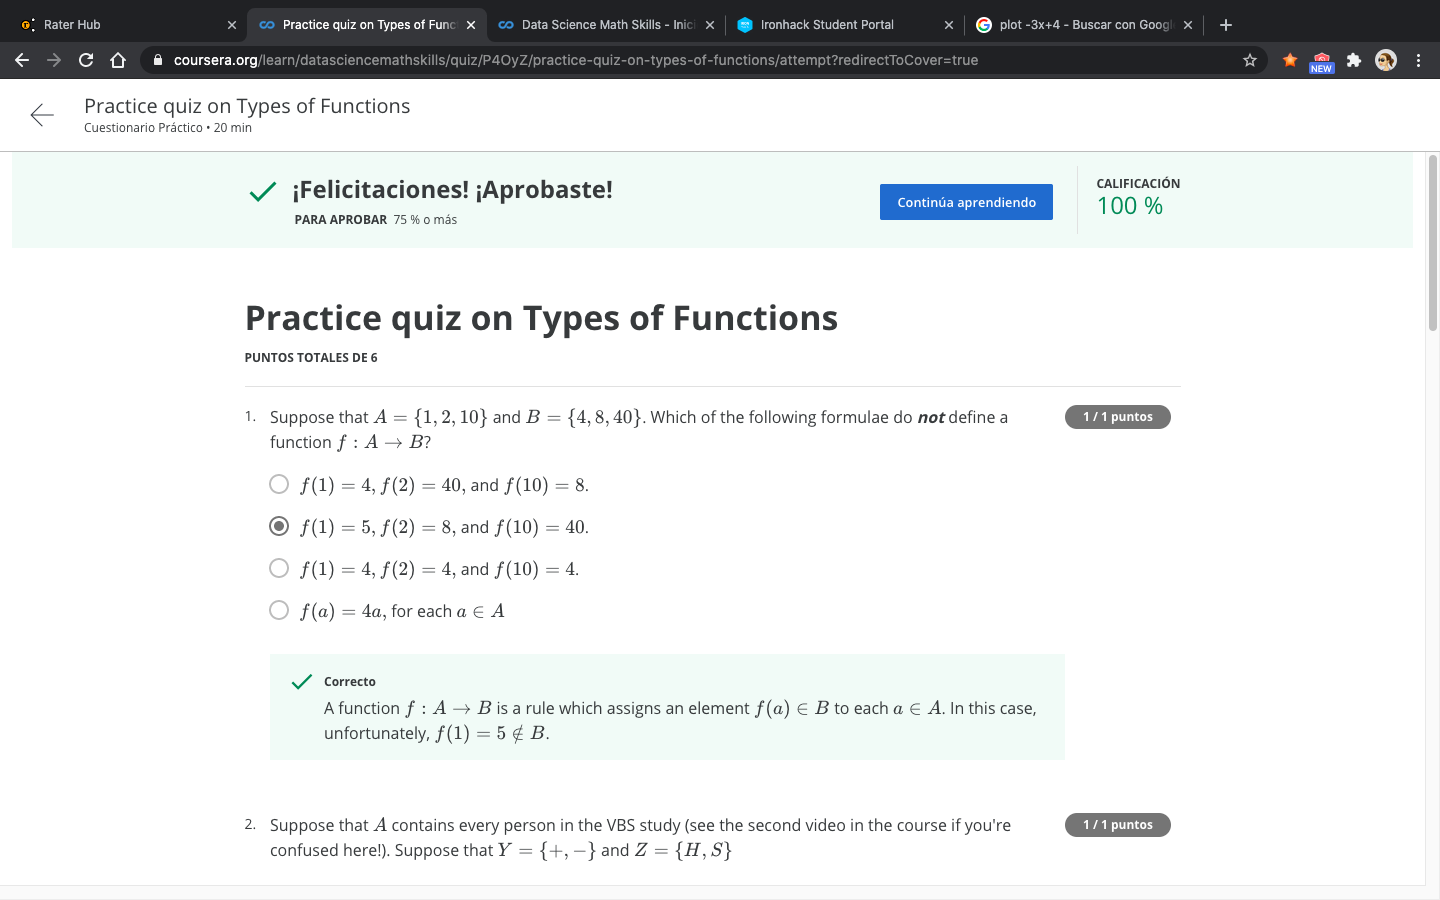 Rater Hub
Practice quiz on Types of Func
Data Science Math Skills - Inici
Ironhack Student Portal
plot -3x+4 - Buscar con Googl
coursera.org/learn/datasciencemathskills/quiz/P4OyZ/practice-quiz-on-types-of-functions/attempt?redirectToCover=true
NEW
Practice quiz on Types of Functions
Cuestionario Práctico • 20 min
¡Felicitaciones! ¡Aprobaste!
PARA APROBAR 75 % o más
Continúa aprendiendo
CALIFICACIÓN
100 %
Practice quiz on Types of Functions
PUNTOS TOTALES DE 6
1. Suppose that A = {1, 2, 10} and B = {4, 8, 40}. Which of the following formulae do not define a
function f : A → B?
1 / 1 puntos
f(1) = 4, f(2) = 40, and f(10) = 8.
f(1) = 5, f(2) = 8, and f(10) = 40.
f(1) = 4, f(2) = 4, and f(10) = 4.
f(a) = 4a, for each a ∈ A
Correcto
A function f : A → B is a rule which assigns an element f(a) ∈ B to each a ∈ A. In this case,
unfortunately, f(1) = 5 ∉ B.
2. Suppose that A contains every person in the VBS study (see the second video in the course if you're
confused here!). Suppose that Y = {+, −} and Z = {H, S}
1 / 1 puntos